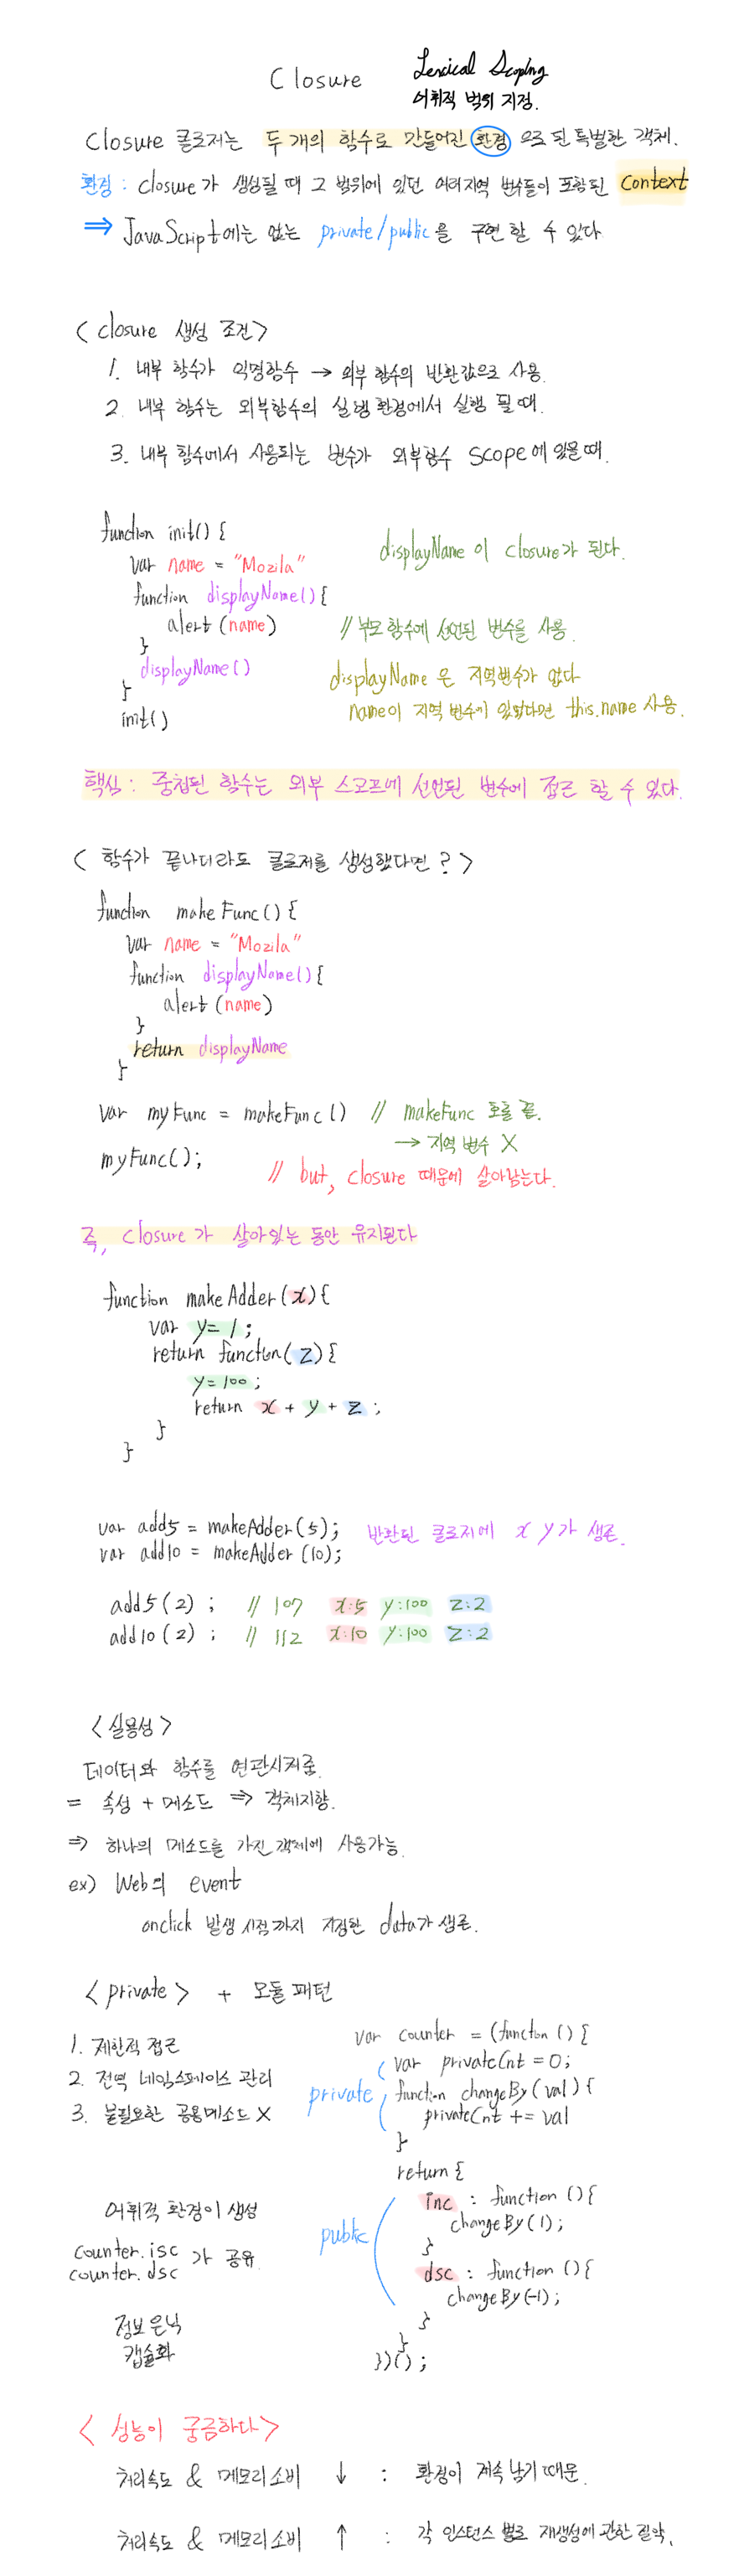 Closure
Lexical Scoping
어휘적 범위 지정.
Closure 클로저는 두 개의 함수로 만들어진 환경 으로 된 특별한 객체.
환경 : closure가 생성될 때 그 범위에 있던 여러지역 변수들이 포함된 context
⇒ JavaScript에는 없는 private/public을 구현 할 수 있다
< closure 생성 조건>
1. 내부 함수가 익명함수 → 외부 함수의 반환값으로 사용.
2. 내부 함수는 외부함수의 실행환경에서 실행 될 때.
3. 내부 함수에서 사용되는 변수가 외부함수 scope에 있을때.
function init() {
var name = "Mozila"
displayName 이 closure가 된다.
function displayName() {
alert (name) // 부모 함수에 선언된 변수를 사용.
}
displayName()
displayName 은 지역변수가 없다
}
name이 지역 변수에 있었다면 this.name 사용.
init()
핵심 : 중첩된 함수는 외부 스코프에 선언된 변수에 접근 할 수 있다.
< 함수가 끝나더라도 클로저를 생성했다면 ? >
function makeFunc() {
var name = "Mozila"
function displayName() {
alert (name)
}
return displayName
}
var myFunc = makeFunc() // makeFunc 호출 끝.
→ 지역 변수 X
myFunc();
// but, closure 때문에 살아남는다.
즉, closure가 살아있는 동안 유지된다
function makeAdder(x) {
var y= 1 ;
return function( z ) {
y=100 ;
return x + y + z ;
}
}
var add5 = makeAdder(5); 반환된 클로저에 x y가 생존.
var add10 = makeAdder (10);
add5 (2) ; // 107 x:5 y:100 z:2
add10 (2) ; // 112 x:10 y:100 z:2
<실용성>
데이터와 함수를 연관시켜줌.
= 속성 + 메소드 ⇒ 객체지향.
⇒ 하나의 메소드를 가진 객체에 사용가능.
ex) Web의 event
onclick 발생 시점까지 지정한 data가 생존.
<private> + 모듈 패턴
1. 제한적 접근
2. 전역 네임스페이스 관리
3. 불필요한 공용메소드 X
var counter = (function () {
var privateCnt = 0;
private
function changeBy (val) {
privateCnt += val
}
return {
inc : function () {
changeBy (1);
}
public
dsc : function () {
changeBy (-1);
}
}
})();
어휘적 환경이 생성
counter.isc
counter.dsc 가 공유.
정보 은닉
캡슐화
< 성능이 궁금하다>
처리속도 & 메모리소비 ↓ : 환경이 계속 남기 때문.
처리속도 & 메모리소비 ↑ : 각 인스턴스 별로 재생성에 관한 절약.